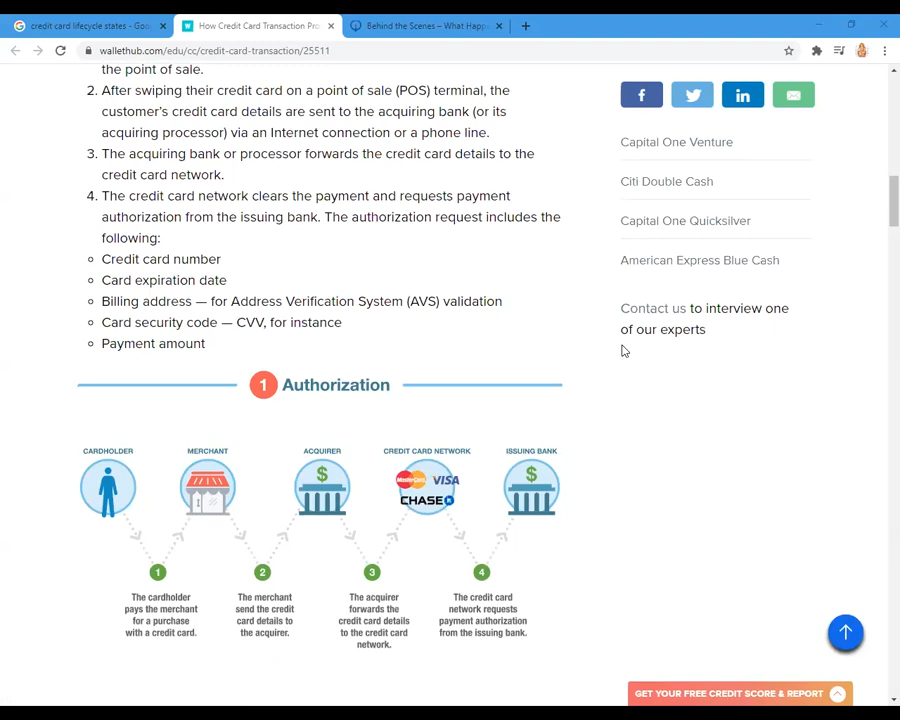 credit card lifecycle states - Goo
How Credit Card Transaction Pro
Behind the Scenes – What Happ
wallethub.com/edu/cc/credit-card-transaction/25511
the point of sale.
2. After swiping their credit card on a point of sale (POS) terminal, the
customer's credit card details are sent to the acquiring bank (or its
acquiring processor) via an Internet connection or a phone line.
3. The acquiring bank or processor forwards the credit card details to the
credit card network.
4. The credit card network clears the payment and requests payment
authorization from the issuing bank. The authorization request includes the
following:
Credit card number
Card expiration date
Billing address — for Address Verification System (AVS) validation
Card security code — CVV, for instance
Payment amount
Capital One Venture
Citi Double Cash
Capital One Quicksilver
American Express Blue Cash
Contact us to interview one
of our experts
1 Authorization
CARDHOLDER
MERCHANT
ACQUIRER
CREDIT CARD NETWORK
ISSUING BANK
MasterCard VISA
CHASE
1
The cardholder
pays the merchant
for a purchase
with a credit card.
2
The merchant
send the credit
card details to
the acquirer.
3
The acquirer
forwards the
credit card details
to the credit card
network.
4
The credit card
network requests
payment authorization
from the issuing bank.
GET YOUR FREE CREDIT SCORE & REPORT